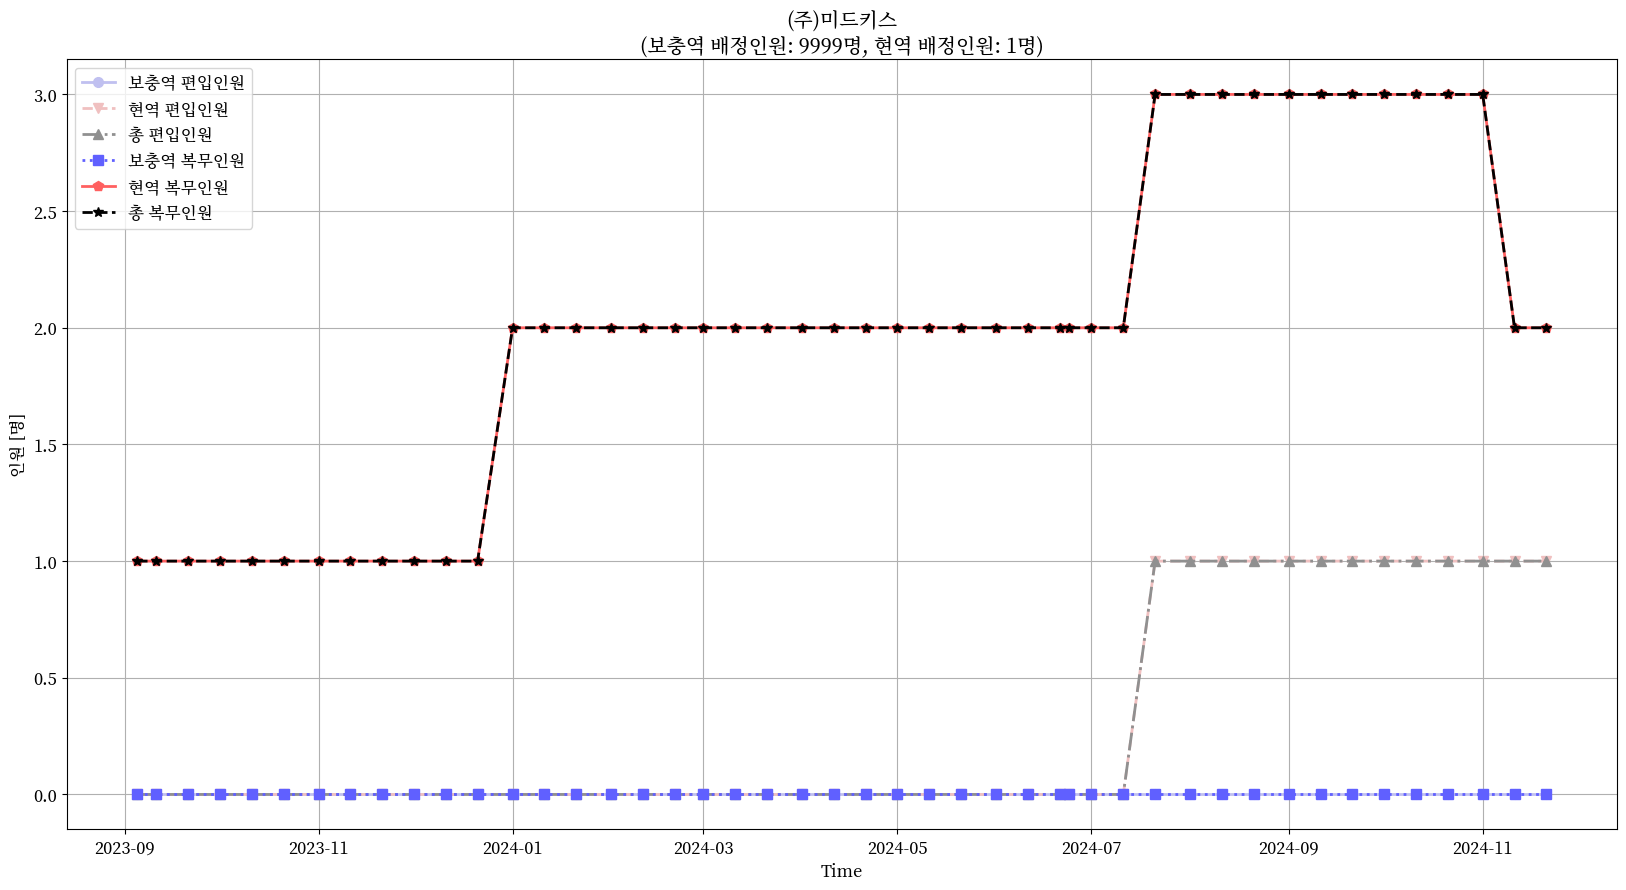 (주)미드키스
(보충역 배정인원: 9999명, 현역 배정인원: 1명)
보충역 편입인원
현역 편입인원
총 편입인원
보충역 복무인원
현역 복무인원
총 복무인원
3.0
2.5
2.0
1.5
1.0
0.5
0.0
인원 [명]
2023-09 2023-11 2024-01 2024-03 2024-05 2024-07 2024-09 2024-11
Time